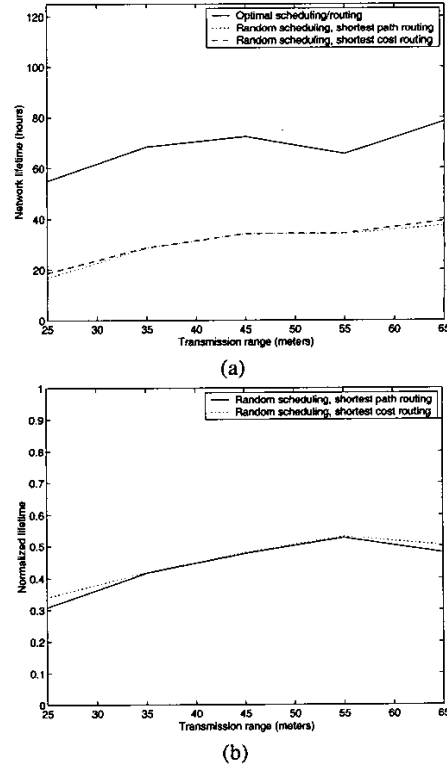 Optimal scheduling/routing
Random scheduling, shortest path routing
Random scheduling, shortest cost routing
Network lifetime (hours)
120
100
80
60
40
20
0
25 30 35 40 45 50 55 60 65
Transmission range (meters)
(a)
Random scheduling, shortest path routing
Random scheduling, shortest cost routing
Normalized lifetime
1
0.9
0.8
0.7
0.6
0.5
0.4
0.3
0.2
0.1
0
25 30 35 40 45 50 55 60 65
Transmission range (meters)
(b)